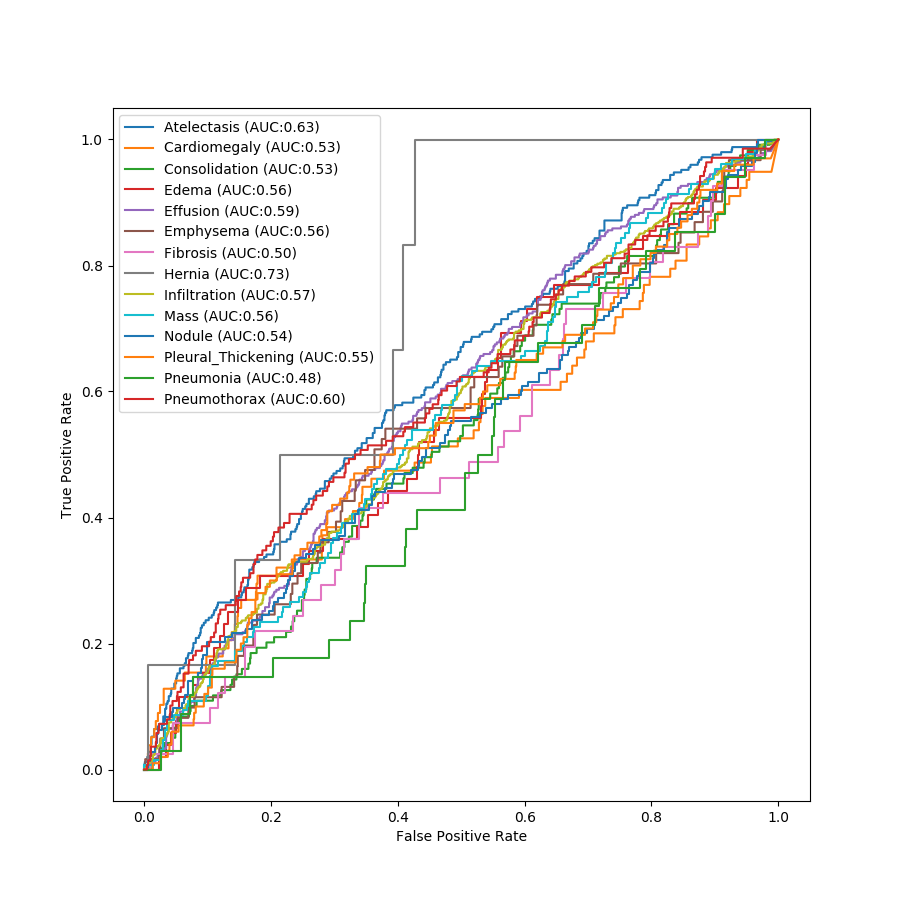 Atelectasis (AUC:0.63)
Cardiomegaly (AUC:0.53)
Consolidation (AUC:0.53)
Edema (AUC:0.56)
Effusion (AUC:0.59)
Emphysema (AUC:0.56)
Fibrosis (AUC:0.50)
Hernia (AUC:0.73)
Infiltration (AUC:0.57)
Mass (AUC:0.56)
Nodule (AUC:0.54)
Pleural_Thickening (AUC:0.55)
Pneumonia (AUC:0.48)
Pneumothorax (AUC:0.60)
1.0
0.8
0.6
0.4
0.2
0.0
True Positive Rate
0.0 0.2 0.4 0.6 0.8 1.0
False Positive Rate